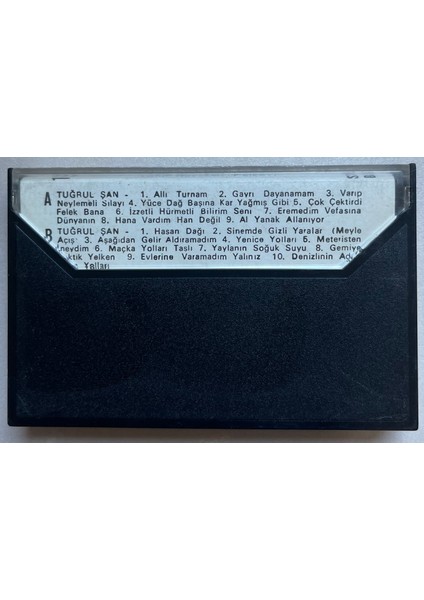 A TUĞRUL ŞAN - 1. Allı Turnam 2. Gayrı Dayanamam 3. Varıp
Neylemeli Sılayı 4. Yüce Dağ Başına Kar Yağmış Gibi 5. Çok Çektirdi
Felek Bana 6. İzzetli Hürmetli Bilirim Seni 7. Eremedim Vefasına
Dünyanın 8. Hana Vardım Han Değil 9. Al Yanak Allanıyor
B TUĞRUL ŞAN - 1. Hasan Dağı 2. Sinemde Gizli Yaralar (Meyle
Açış 3. Aşağıdan Gelir Aldıramadım 4. Yenice Yolları 5. Meteristen
İneydim 6. Maçka Yolları Taşlı 7. Yaylanın Soğuk Suyu 8. Gemiye
Yelken 9. Evlerine Varamadım Yalınız 10. Denizlinin
Yolları